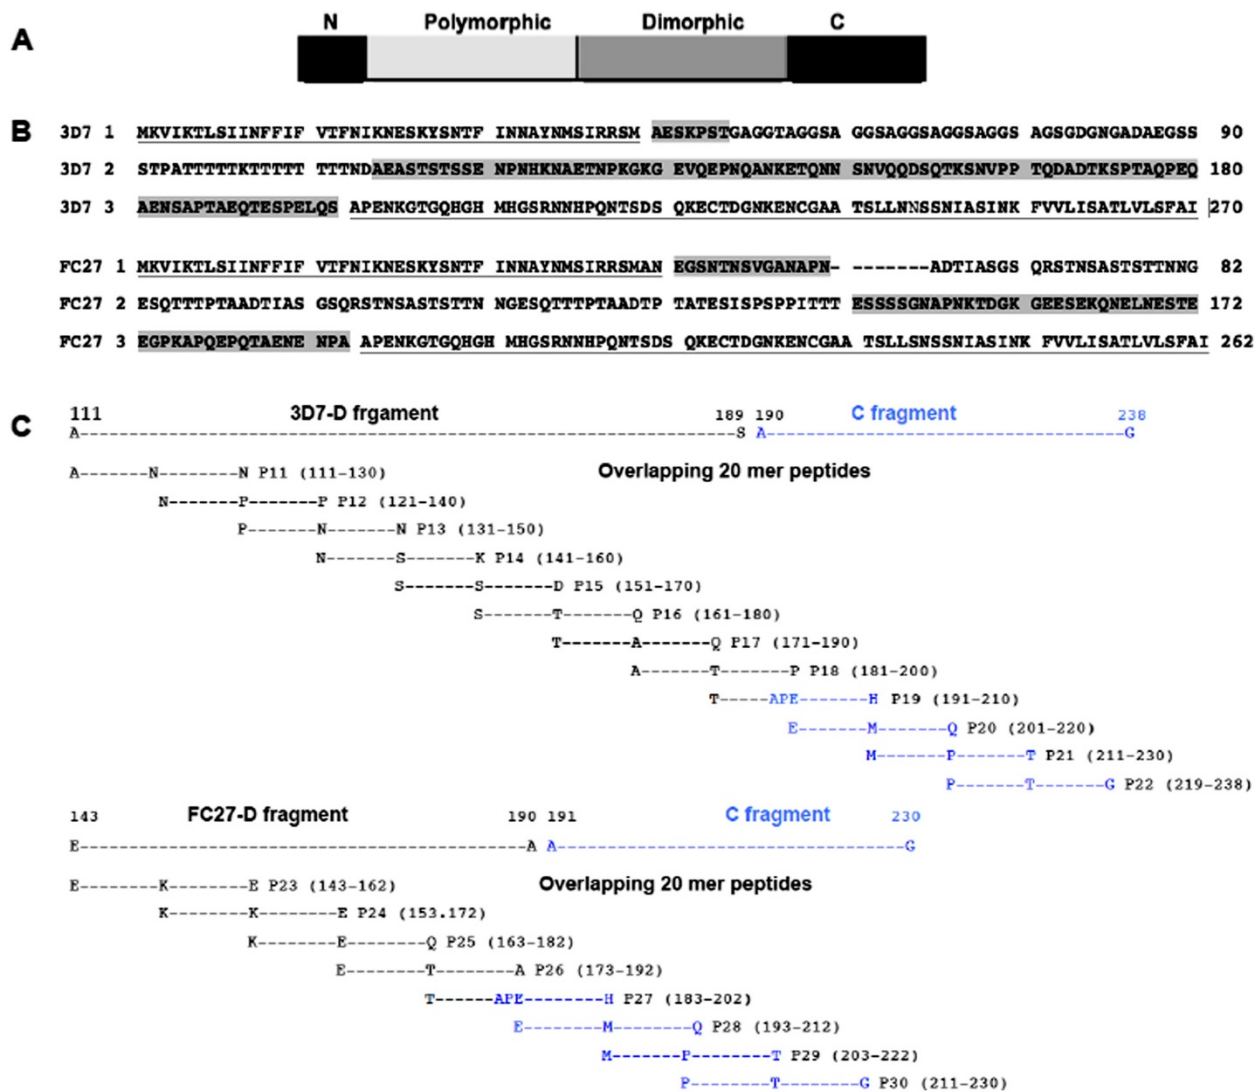 A
N Polymorphic Dimorphic C
B
3D7 1 MKVIKTLSIINFFIF VTFNIKNESKYSNTF INNAYNMSIRRSM AESKPSTGAGGTAGGSA GGSAGGSAGGSAGGS SAGSGDGNGADAEGSS 90
3D7 2 STPATTTTTKTTTTT TTTNDAEASTSTSSE NPNHKNAETNPKGKG EVQEPNQANKETQNN SNVQQDSQTKSNVPP TQDADTKSPTAQPEQ 180
3D7 3 AENSAPTAEQTESPELQS APENKGTGQHGH MHGSRNNHPQNTSDS QKECTDGNKENCGAA TSLLNNSSNIASINK FVVLISATLVLSFAI 270
FC27 1 MKVIKTLSIINFFIF VTFNIKNESKYSNTF INNAYNMSIRRSMAN EGSNTNSVGANAPN- --------ADTIASGS QRSTNSASTSTTNNG 82
FC27 2 ESQTTTPTAADTIAS GSQRSTNSASTSTTN NGESQTTTPTAADTP TATESISPSPPITTT ESSSSGNAPNKTDGK GEESEKQNELNESTE 172
FC27 3 EGPKAPQEPQTAENE NPA APENKGTGQHGH MHGSRNNHPQNTSDS QKECTDGNKENCGAA TSLLSNSSNIASINK FVVLISATLVLSFAI 262
C
111 3D7-D frgament 189 190 C fragment 238
A---------------------------------------------S A--------------------------G
A-------N--------N P11 (111-130) Overlapping 20 mer peptides
N-------P-------P P12 (121-140)
P-------N-------N P13 (131-150)
N-------S-------K P14 (141-160)
S-------S-------D P15 (151-170)
S-------T-------Q P16 (161-180)
T-------A-------Q P17 (171-190)
A-------T-------P P18 (181-200)
T-----APE-------H P19 (191-210)
E-------M-------Q P20 (201-220)
M-------P-------T P21 (211-230)
P-------T-------G P22 (219-238)
143 FC27-D fragment 190 191 C fragment 230
E------------------------------------A A-----------------------------G
E--------K--------E P23 (143-162) Overlapping 20 mer peptides
K--------K--------E P24 (153.172)
K--------E--------Q P25 (163-182)
E--------T--------A P26 (173-192)
T------APE--------H P27 (183-202)
E--------M--------Q P28 (193-212)
M-------P--------T P29 (203-222)
P--------T--------G P30 (211-230)